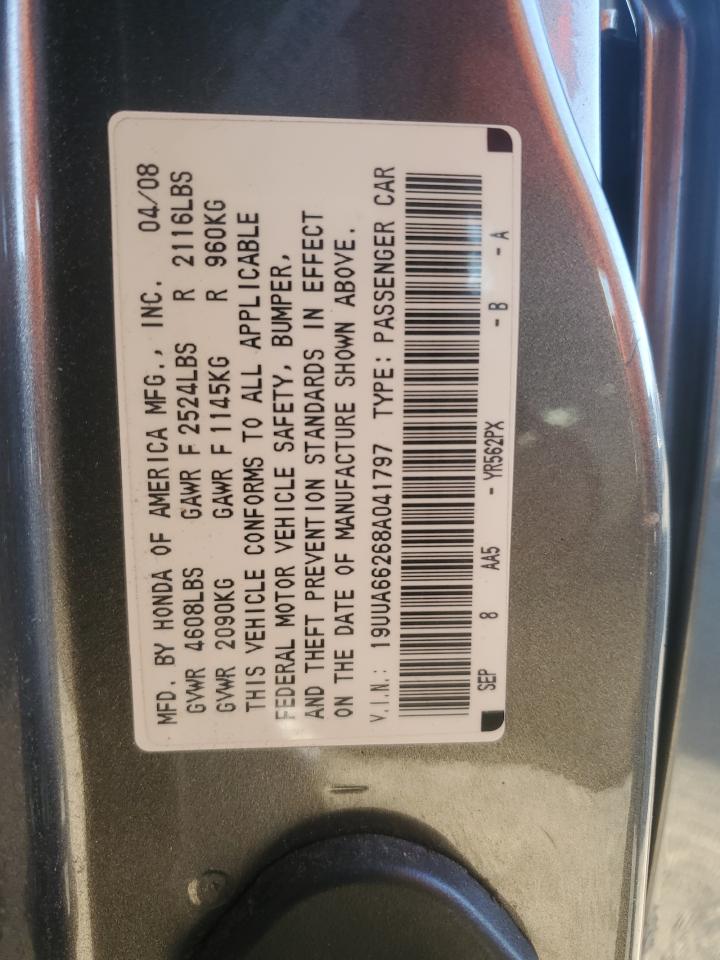 MFD. BY HONDA OF AMERICA MFG., INC. 04/08
GVWR 4608LBS GAWR F 2524LBS R 2116LBS
GVWR 2090KG GAWR F 1145KG R 960KG
THIS VEHICLE CONFORMS TO ALL APPLICABLE
FEDERAL MOTOR VEHICLE SAFETY, BUMPER,
AND THEFT PREVENTION STANDARDS IN EFFECT
ON THE DATE OF MANUFACTURE SHOWN ABOVE.
V.I.N.: 19UUA66268A041797 TYPE: PASSENGER CAR
SEP 8 AA5 - YR562PX - B - A